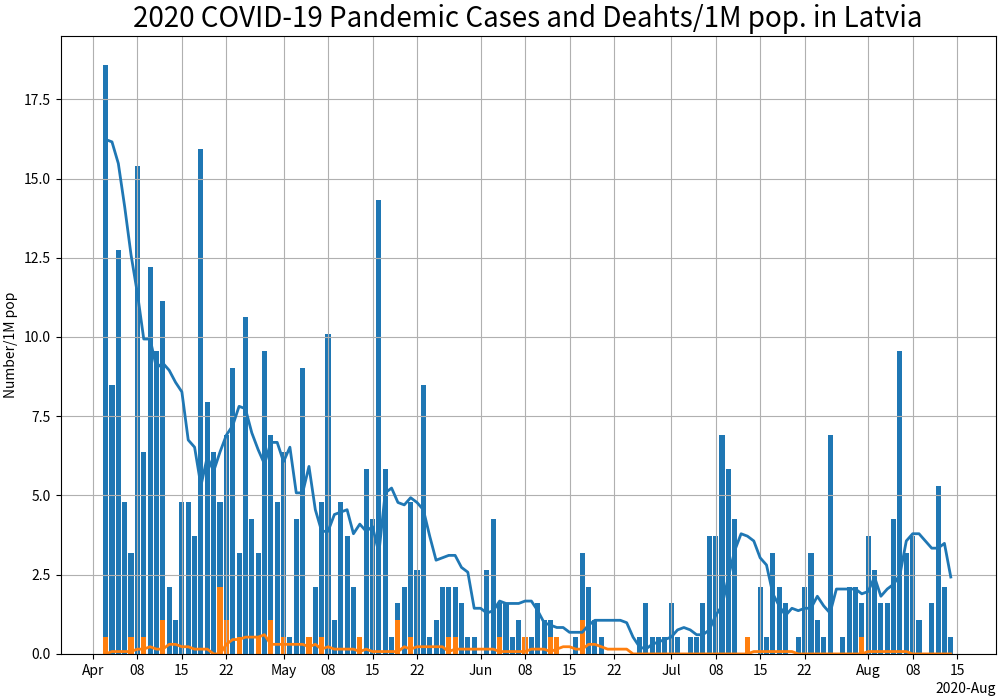 2020 COVID-19 Pandemic Cases and Deahts/1M pop. in Latvia
Number/1M pop
17.5
15.0
12.5
10.0
7.5
5.0
2.5
0.0
Apr 08 15 22 May 08 15 22 Jun 08 15 22 Jul 08 15 22 Aug 08 15
2020-Aug